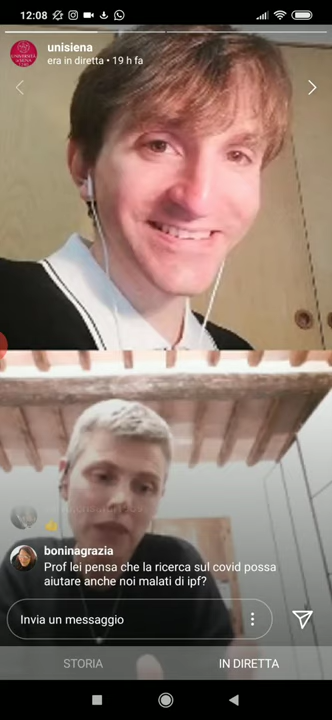 12:08
unisiena
era in diretta • 19 h fa
boninagrazia
Prof lei pensa che la ricerca sul covid possa
aiutare anche noi malati di ipf?
Invia un messaggio
STORIA
IN DIRETTA